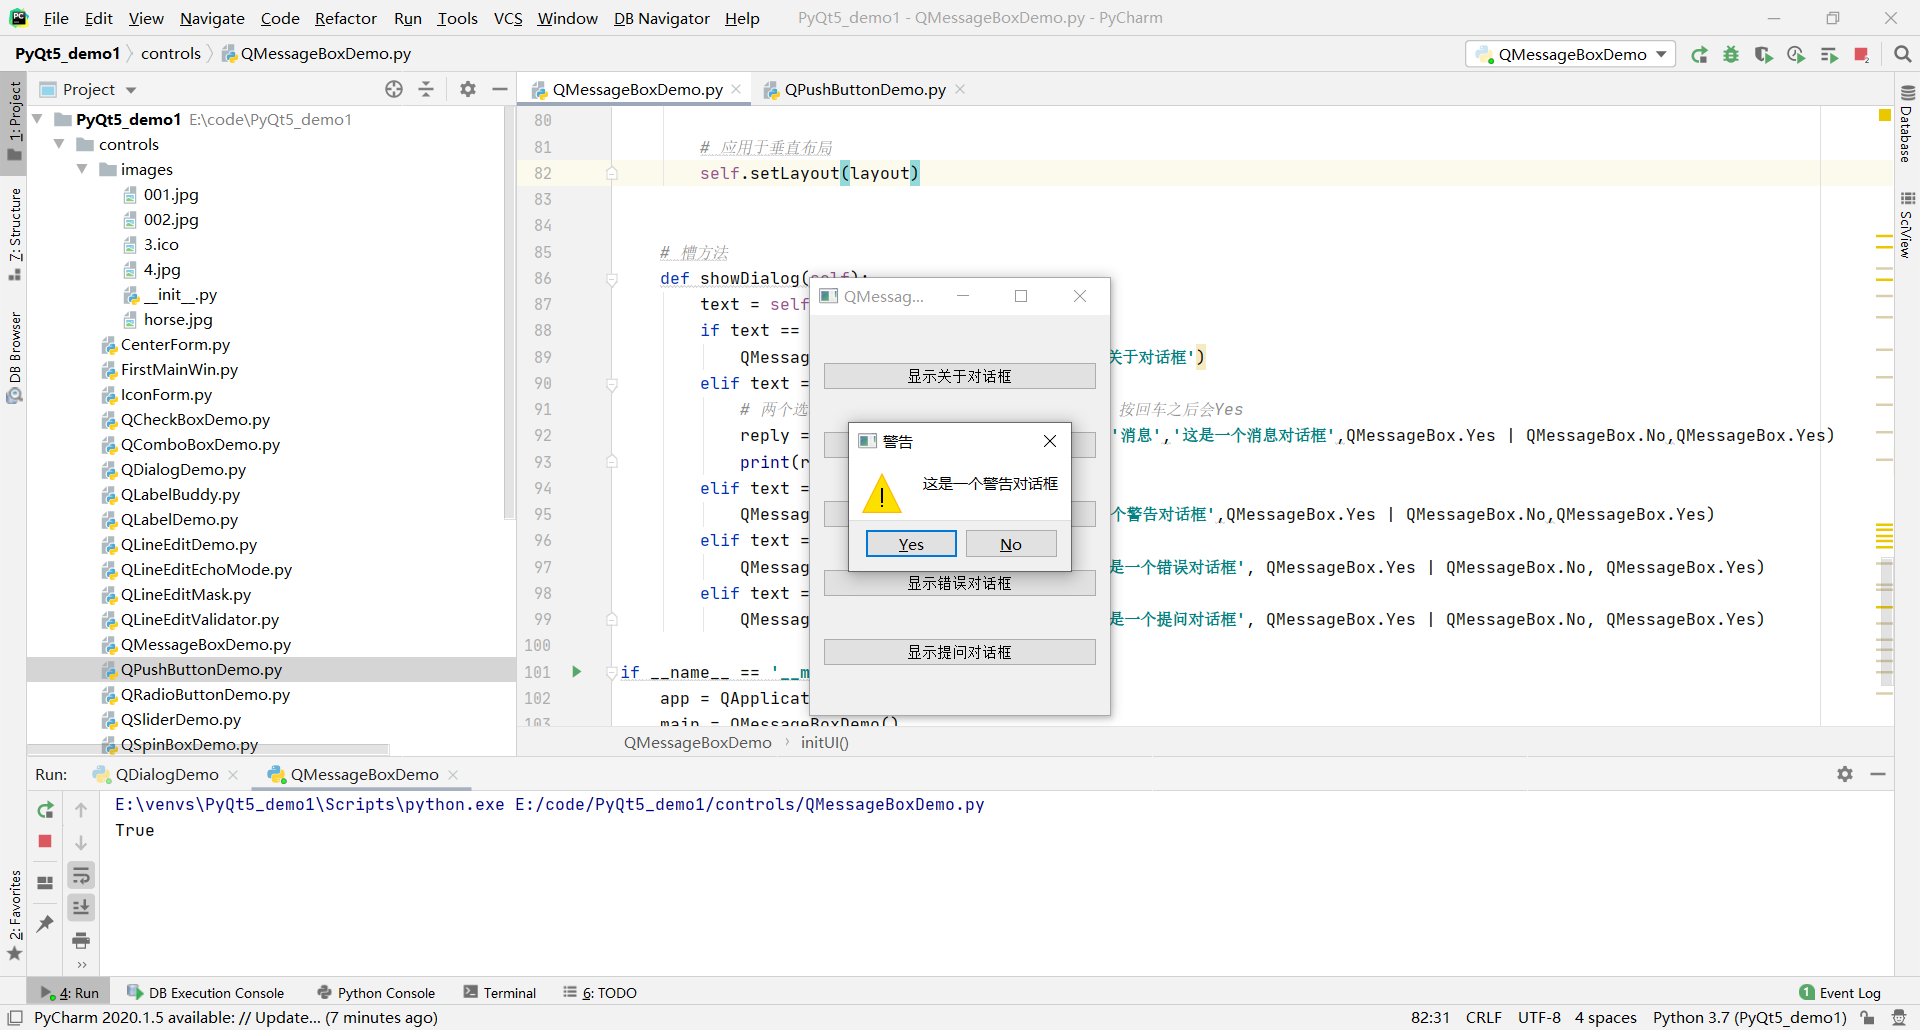 File Edit View Navigate Code Refactor Run Tools VCS Window DB Navigator Help PyQt5_demo1 - QMessageBoxDemo.py - PyCharm
PyQt5_demo1 controls QMessageBoxDemo.py
QMessageBoxDemo
1: Project
7: Structure
DB Browser
2: Favorites
Project
PyQt5_demo1 E:\code\PyQt5_demo1
controls
images
001.jpg
002.jpg
3.ico
4.jpg
__init__.py
horse.jpg
CenterForm.py
FirstMainWin.py
IconForm.py
QCheckBoxDemo.py
QComboBoxDemo.py
QDialogDemo.py
QLabelBuddy.py
QLabelDemo.py
QLineEditDemo.py
QLineEditEchoMode.py
QLineEditMask.py
QLineEditValidator.py
QMessageBoxDemo.py
QPushButtonDemo.py
QRadioButtonDemo.py
QSliderDemo.py
QSpinBoxDemo.py
QMessageBoxDemo.py QPushButtonDemo.py
80
81 # 应用于垂直布局
82 self.setLayout(layout)
83
84
85 # 槽方法
86 def showDialog(self):
87 text = self
88 if text ==
89 QMessag 关于对话框')
90 elif text =
91 # 两个选 按回车之后会Yes
92 reply = '消息','这是一个消息对话框',QMessageBox.Yes | QMessageBox.No,QMessageBox.Yes)
93 print(r
94 elif text =
95 QMessag 个警告对话框',QMessageBox.Yes | QMessageBox.No,QMessageBox.Yes)
96 elif text =
97 QMessag 是一个错误对话框', QMessageBox.Yes | QMessageBox.No, QMessageBox.Yes)
98 elif text =
99 QMessag 是一个提问对话框', QMessageBox.Yes | QMessageBox.No, QMessageBox.Yes)
100
101 if __name__ == '__m
102 app = QApplicat
103 main = QMessageBoxDemo()
QMessageBoxDemo initUI()
QMessag...
显示关于对话框
显示错误对话框
显示提问对话框
警告
这是一个警告对话框
Yes No
Database
SciView
Run: QDialogDemo QMessageBoxDemo
E:\venvs\PyQt5_demo1\Scripts\python.exe E:/code/PyQt5_demo1/controls/QMessageBoxDemo.py
True
4: Run DB Execution Console Python Console Terminal 6: TODO 1 Event Log
PyCharm 2020.1.5 available: // Update... (7 minutes ago) 82:31 CRLF UTF-8 4 spaces Python 3.7 (PyQt5_demo1)